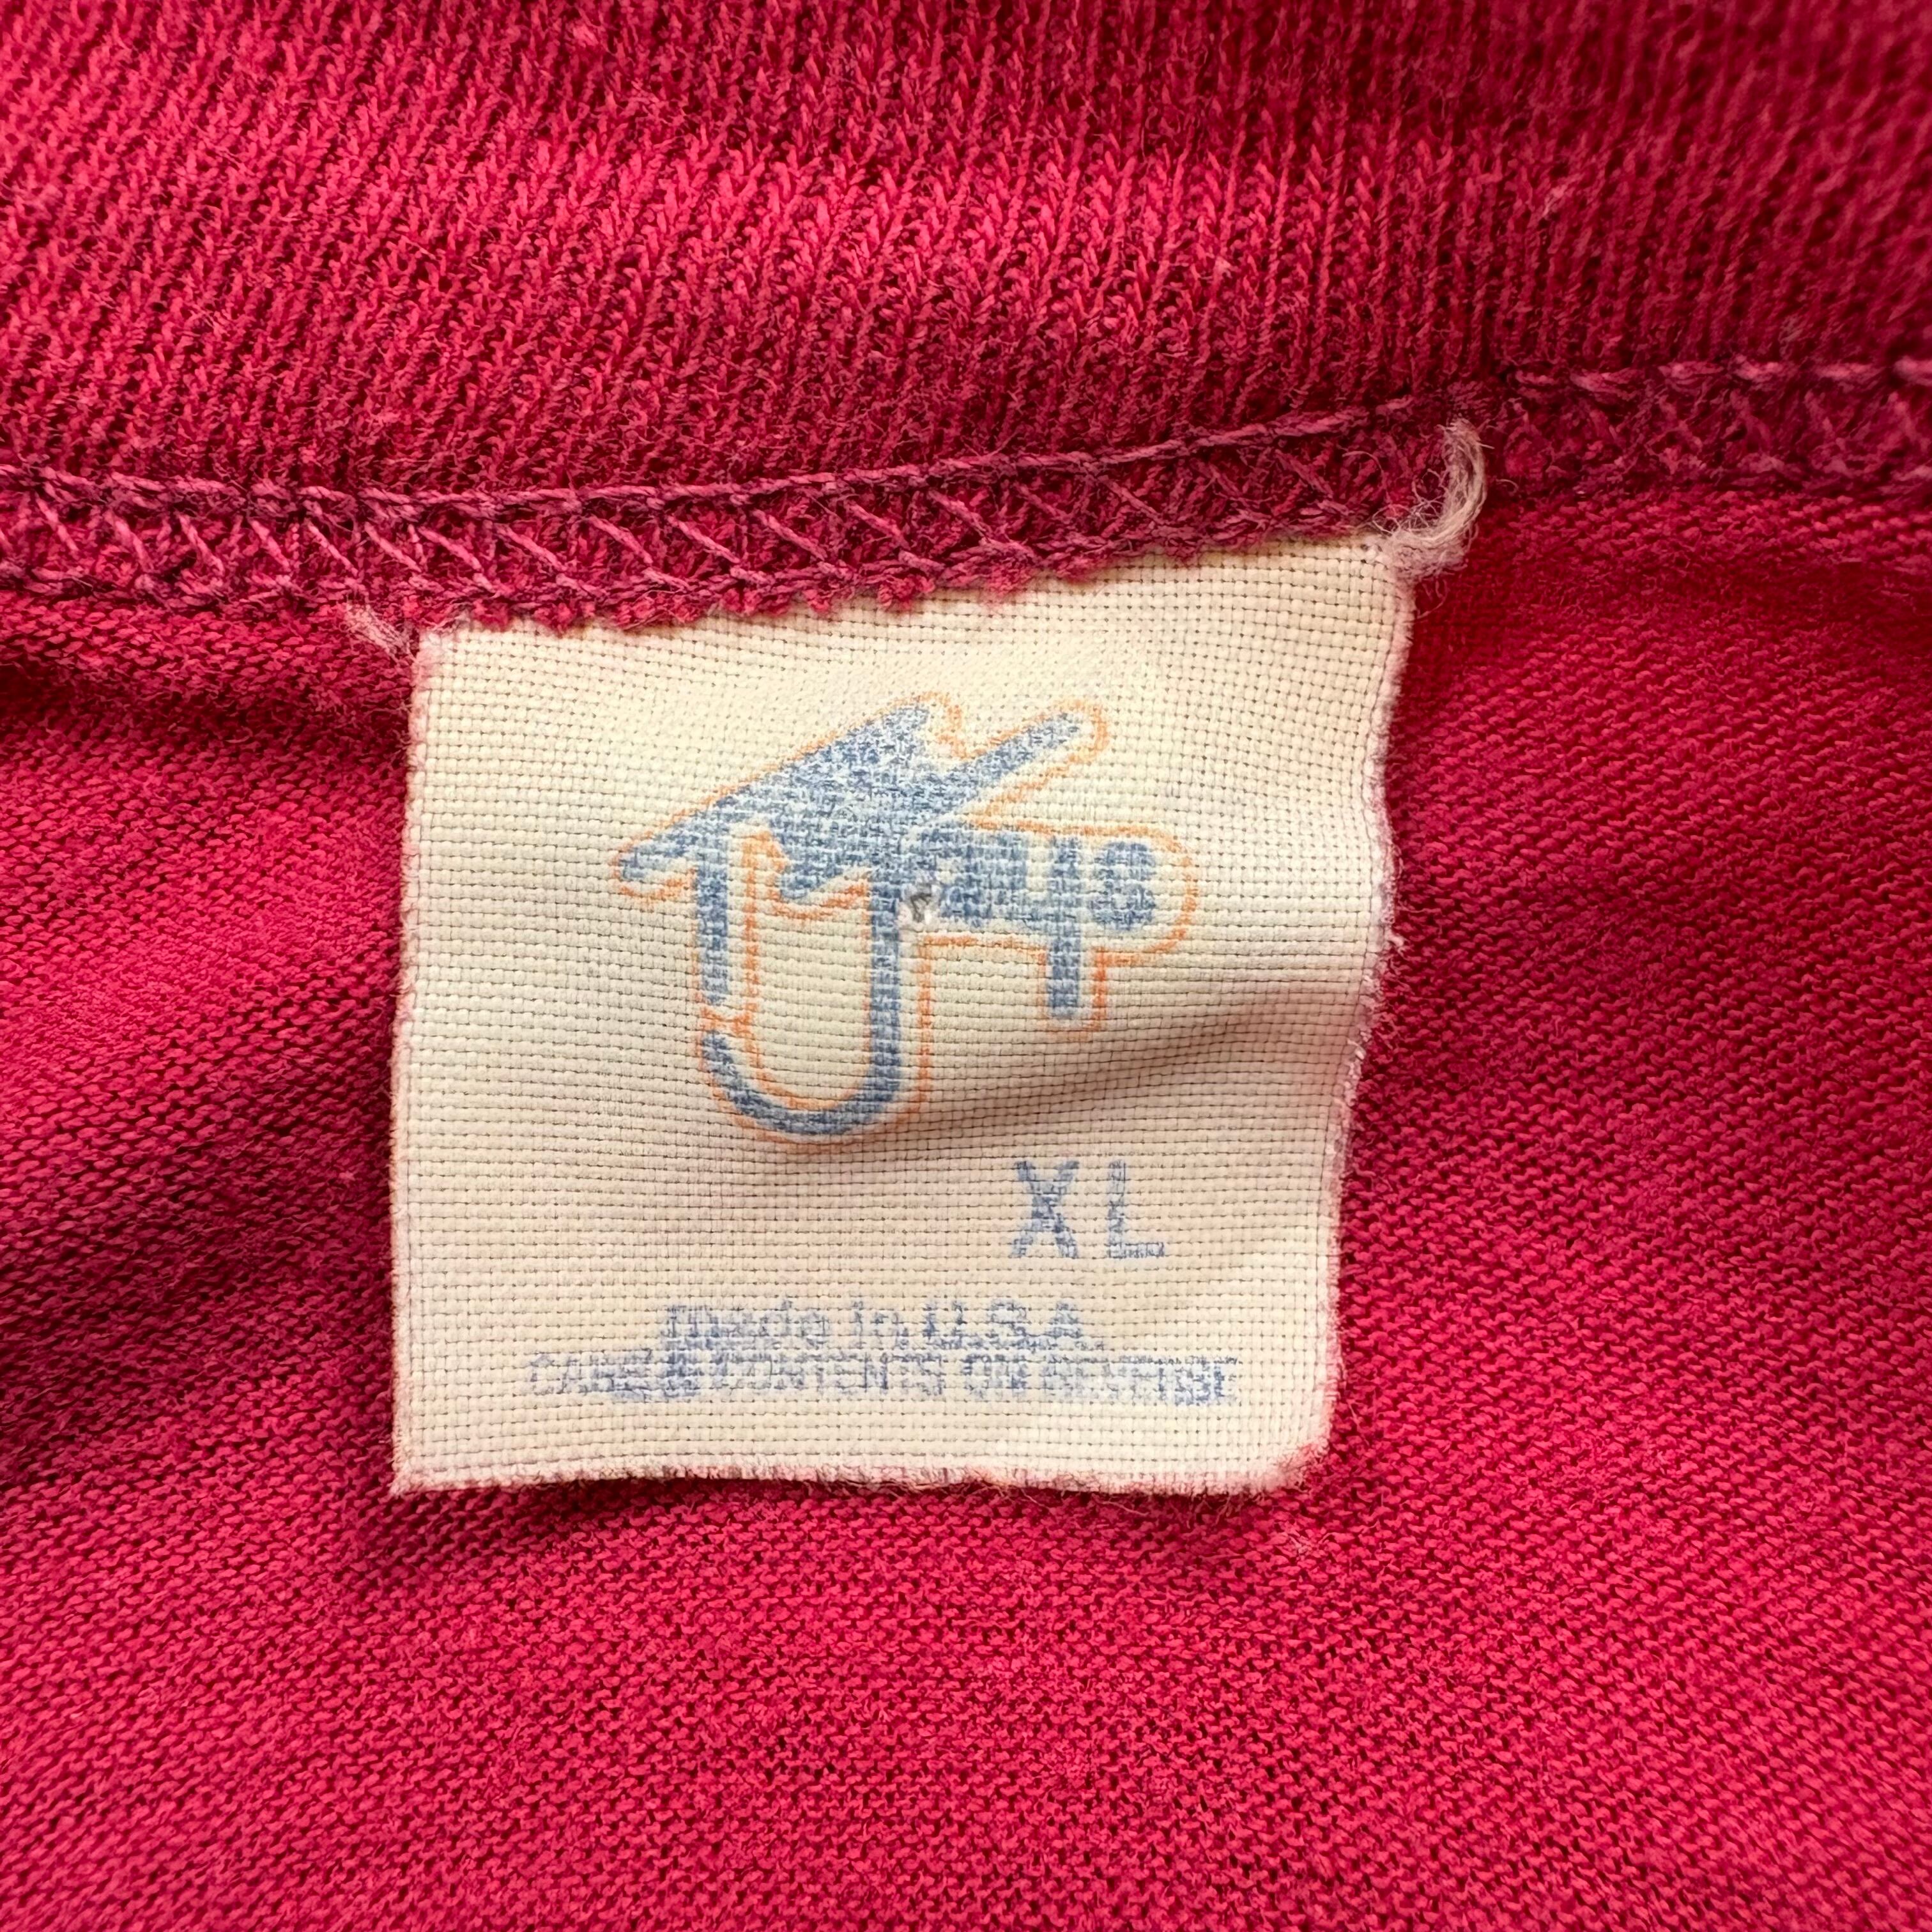 XL
made in U.S.A.
CARE & CONTENTS ON REVERSE